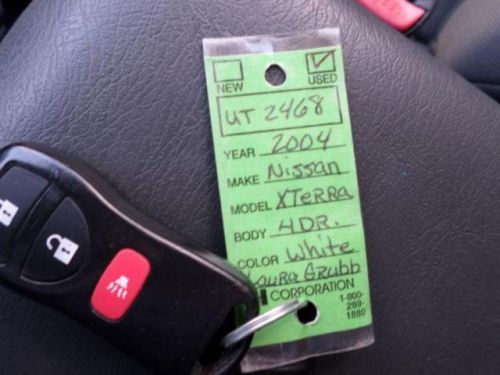 NEW USED
UT 2468
YEAR 2004
MAKE Nissan
MODEL XTERRA
BODY 4DR.
COLOR White
Laura Grubb
CORPORATION 1-800-
289-
1880